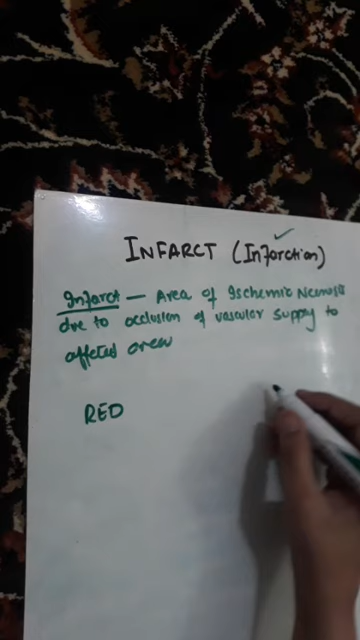 INFARCT (Infarction)
Infarct – Area of Ischemic Necrosis
due to occlusion of vascular supply to
affected area
RED